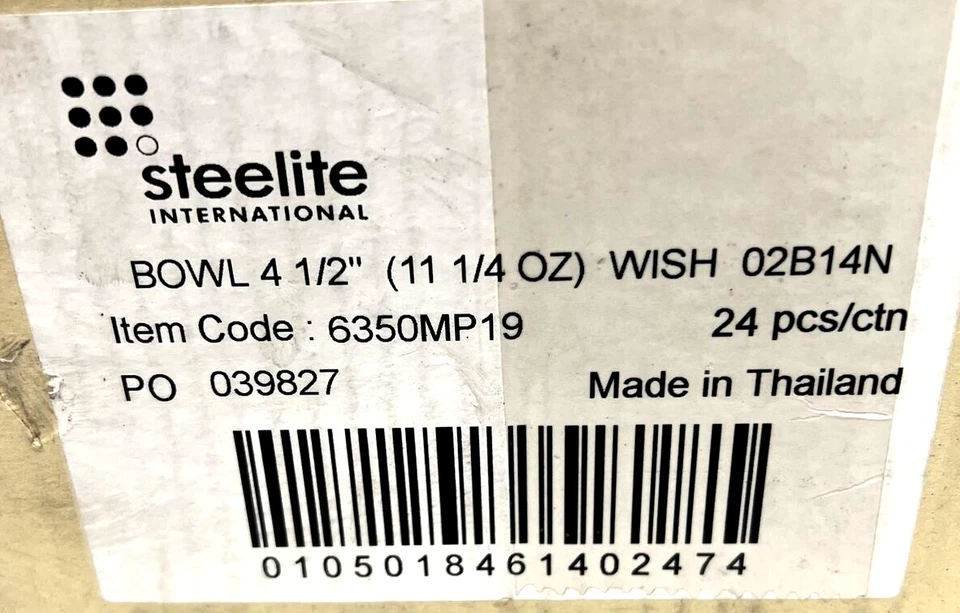 steelite
INTERNATIONAL
BOWL 4 1/2" (11 1/4 OZ) WISH 02B14N
Item Code : 6350MP19 24 pcs/ctn
PO 039827 Made in Thailand
0105018461402474